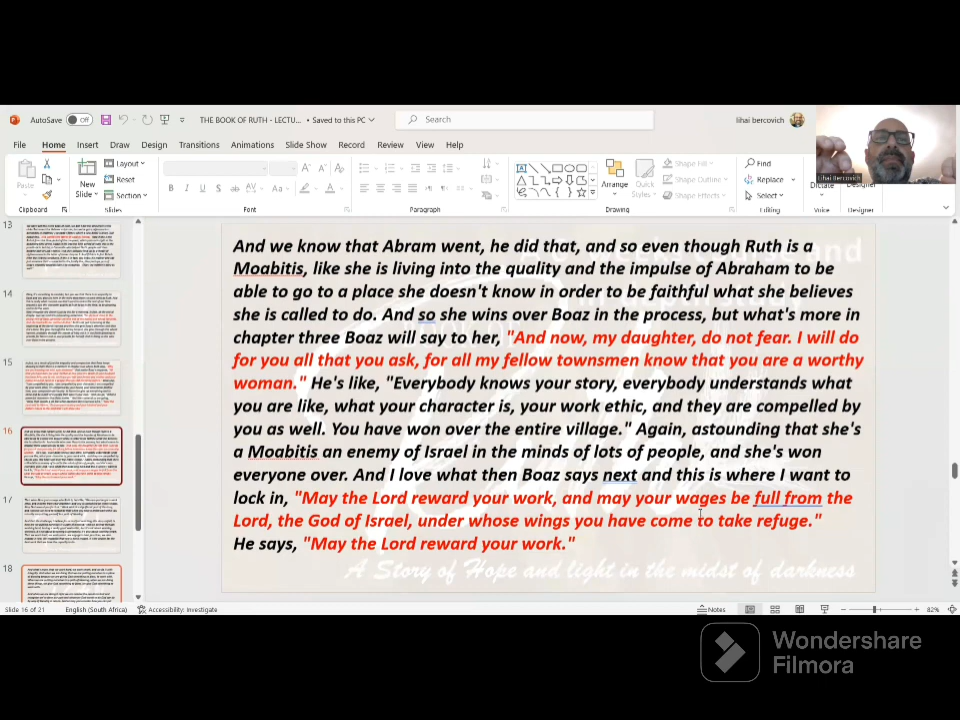 AutoSave Off THE BOOK OF RUTH - LECTU... • Saved to this PC Search lihai bercovich
File Home Insert Draw Design Transitions Animations Slide Show Record Review View Help
Lihai Bercovich
Paste New Slides Layout Reset Section Arrange Quick Styles Shape Fill Shape Outline Shape Effects Find Replace Select Dictate Designer
Clipboard Slides Font Paragraph Drawing Editing Voice Designer
13
14
15
16
17
18
And we know that Abram went, hedid that, and so even though Ruth is a
Moabitis, like she is living into the quality and the impulse of Abraham to be
able to go to a place she doesn't know in order to be faithful what she believes
she is called to do. And so she wins over Boaz in the process, but what's more in
chapter three Boaz will say to her, "And now, my daughter, do not fear. I will do
for you all that you ask, for all my fellow townsmen know that you are a worthy
woman." He's like, "Everybody knows your story, everybody understands what
you are like, what your character is, your work ethic, and they are compelled by
you as well. You have won over the entire village." Again, astounding that she's
a Moabitis an enemy of Israel in the minds of lots of people, and she's won
everyone over. And I love what then Boaz says next and this is where I want to
lock in, "May the Lord reward your work, and may your wages be full from the
Lord, the God of Israel, under whose wings you have come to take refuge."
He says, "May the Lord reward your work."
A Story of Hope and light in the midst of darkness
Slide 16 of 21 English (South Africa) Accessibility: Investigate Notes 82%
Wondershare
Filmora